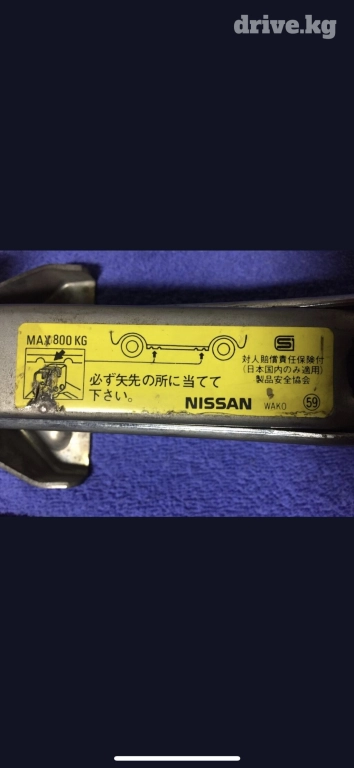 drive.kg
MAX 800 KG
必ず矢先の所に当てて
下さい。
NISSAN
WAKO
59
S
対人賠償責任保険付
(日本国内のみ適用)
製品安全協会